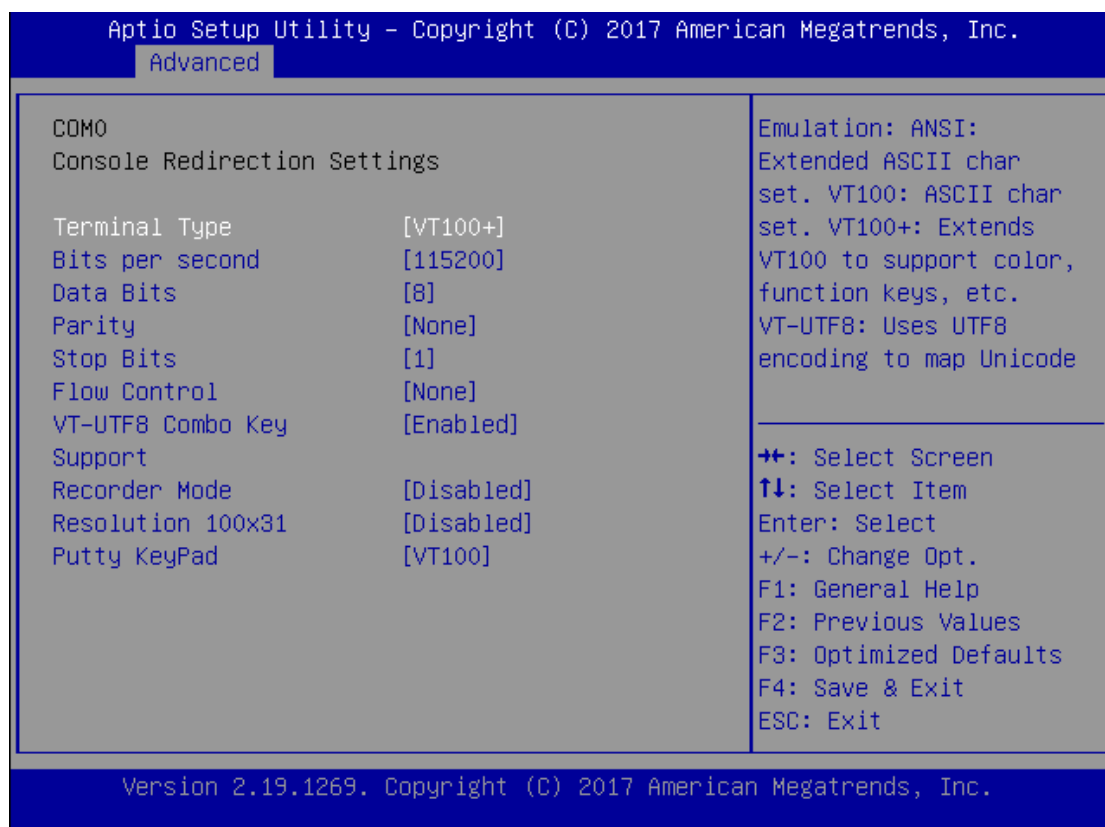 Aptio Setup Utility – Copyright (C) 2017 American Megatrends, Inc.
Advanced
COM0
Console Redirection Settings
Terminal Type [VT100+]
Bits per second [115200]
Data Bits [8]
Parity [None]
Stop Bits [1]
Flow Control [None]
VT-UTF8 Combo Key [Enabled]
Support
Recorder Mode [Disabled]
Resolution 100x31 [Disabled]
Putty KeyPad [VT100]
Emulation: ANSI:
Extended ASCII char
set. VT100: ASCII char
set. VT100+: Extends
VT100 to support color,
function keys, etc.
VT-UTF8: Uses UTF8
encoding to map Unicode
→←: Select Screen
↑↓: Select Item
Enter: Select
+/-: Change Opt.
F1: General Help
F2: Previous Values
F3: Optimized Defaults
F4: Save & Exit
ESC: Exit
Version 2.19.1269. Copyright (C) 2017 American Megatrends, Inc.